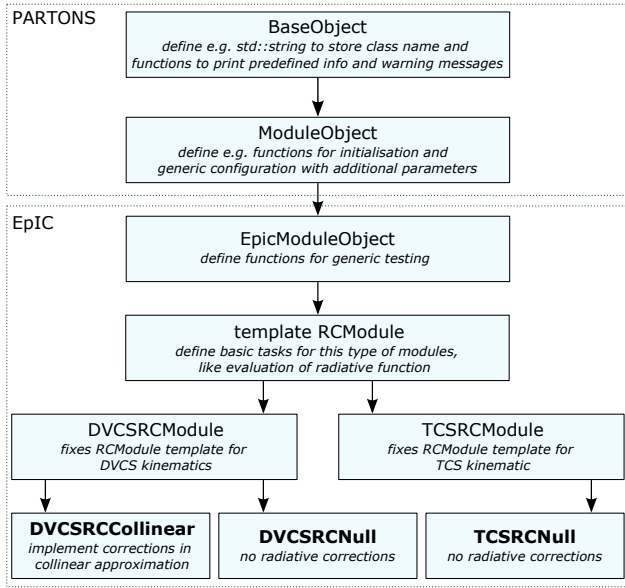 PARTONS
BaseObject
define e.g. std::string to store class name and
functions to print predefined info and warning messages
ModuleObject
define e.g. functions for initialisation and
generic configuration with additional parameters
EpIC
EpicModuleObject
define functions for generic testing
template RCModule
define basic tasks for this type of modules,
like evaluation of radiative function
DVCSRCModule
fixes RCModule template for
DVCS kinematics
TCSRCModule
fixes RCModule template for
TCS kinematic
DVCSRCCollinear
implement corrections in
collinear approximation
DVCSRCNull
no radiative corrections
TCSRCNull
no radiative corrections